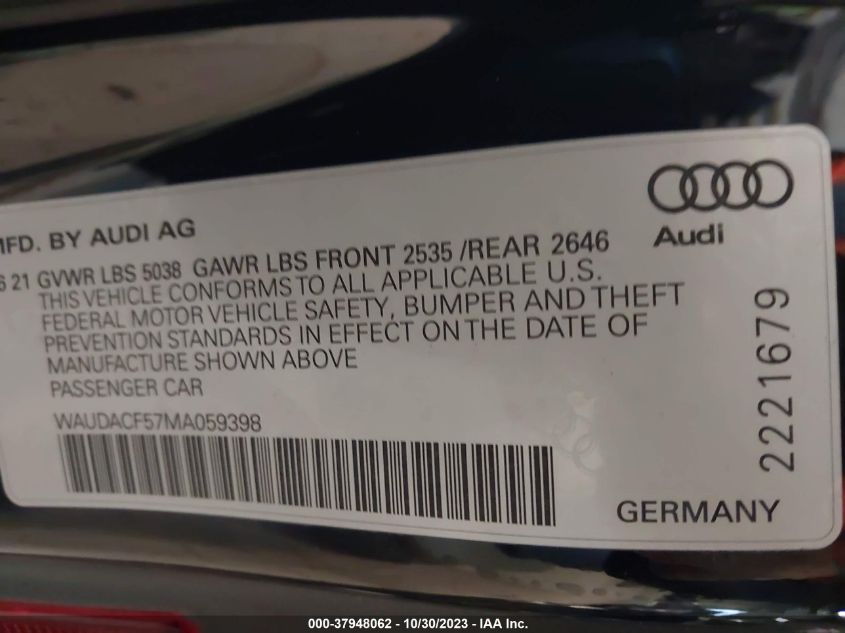 MFD. BY AUDI AG
6 21 GVWR LBS 5038 GAWR LBS FRONT 2535 /REAR 2646
THIS VEHICLE CONFORMS TO ALL APPLICABLE U.S.
FEDERAL MOTOR VEHICLE SAFETY, BUMPER AND THEFT
PREVENTION STANDARDS IN EFFECT ON THE DATE OF
MANUFACTURE SHOWN ABOVE
PASSENGER CAR
WAUDACF57MA059398
Audi
2221679
GERMANY
000-37948062 - 10/30/2023 - IAA Inc.